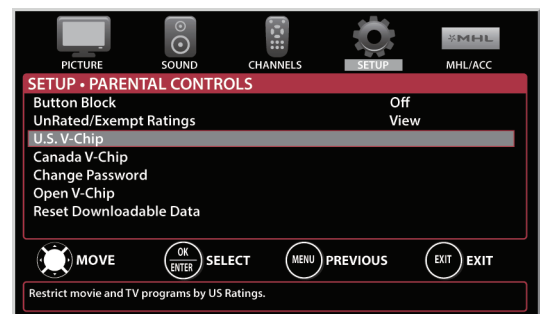 MHL
PICTURE SOUND CHANNELS SETUP MHL/ACC
SETUP • PARENTAL CONTROLS
Button Block Off
UnRated/Exempt Ratings View
U.S. V-Chip
Canada V-Chip
Change Password
Open V-Chip
Reset Downloadable Data
MOVE OK ENTER SELECT MENU PREVIOUS EXIT EXIT
Restrict movie and TV programs by US Ratings.